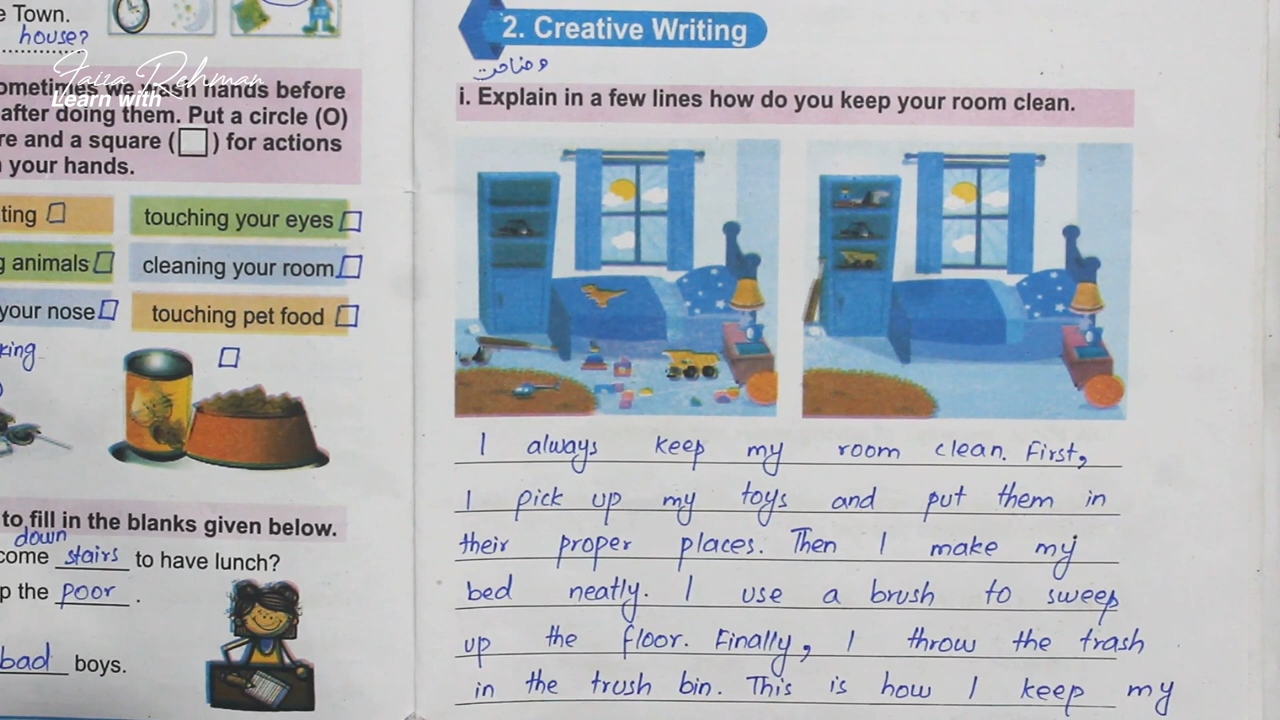 e Town.
house?
Faiza Rehman
Learn with
ometimes we wash hands before
after doing them. Put a circle (O)
re and a square ( ) for actions
your hands.
ting
touching your eyes
g animals
cleaning your room
your nose
touching pet food
king
to fill in the blanks given below.
down
come stairs to have lunch?
p the poor .
bad boys.
2. Creative Writing
وضاحت
i. Explain in a few lines how do you keep your room clean.
I always keep my room clean. First,
I pick up my toys and put them in
their proper places. Then I make my
bed neatly. I use a brush to sweep
up the floor. Finally, I throw the trash
in the trush bin. This is how I keep my